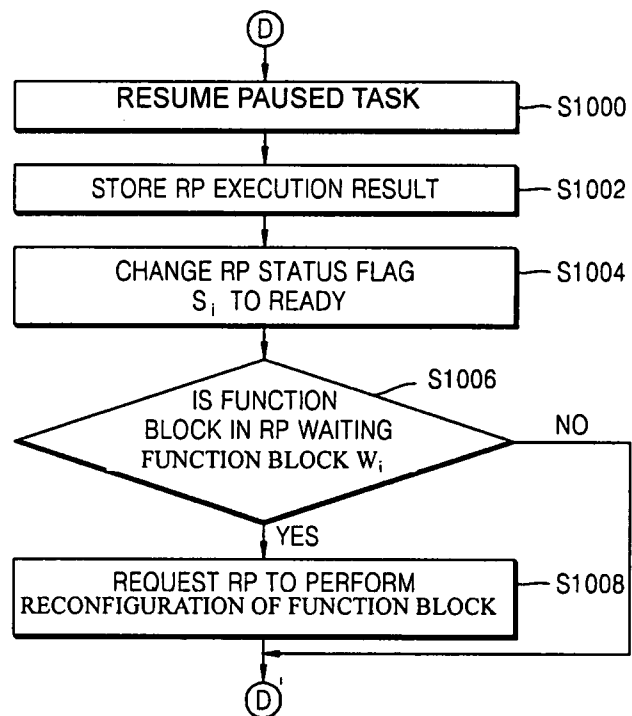 D
RESUME PAUSED TASK
S1000
STORE RP EXECUTION RESULT
S1002
CHANGE RP STATUS FLAG
Si TO READY
S1004
S1006
IS FUNCTION
BLOCK IN RP WAITING
FUNCTION BLOCK Wi
NO
YES
REQUEST RP TO PERFORM
RECONFIGURATION OF FUNCTION BLOCK
S1008
D'